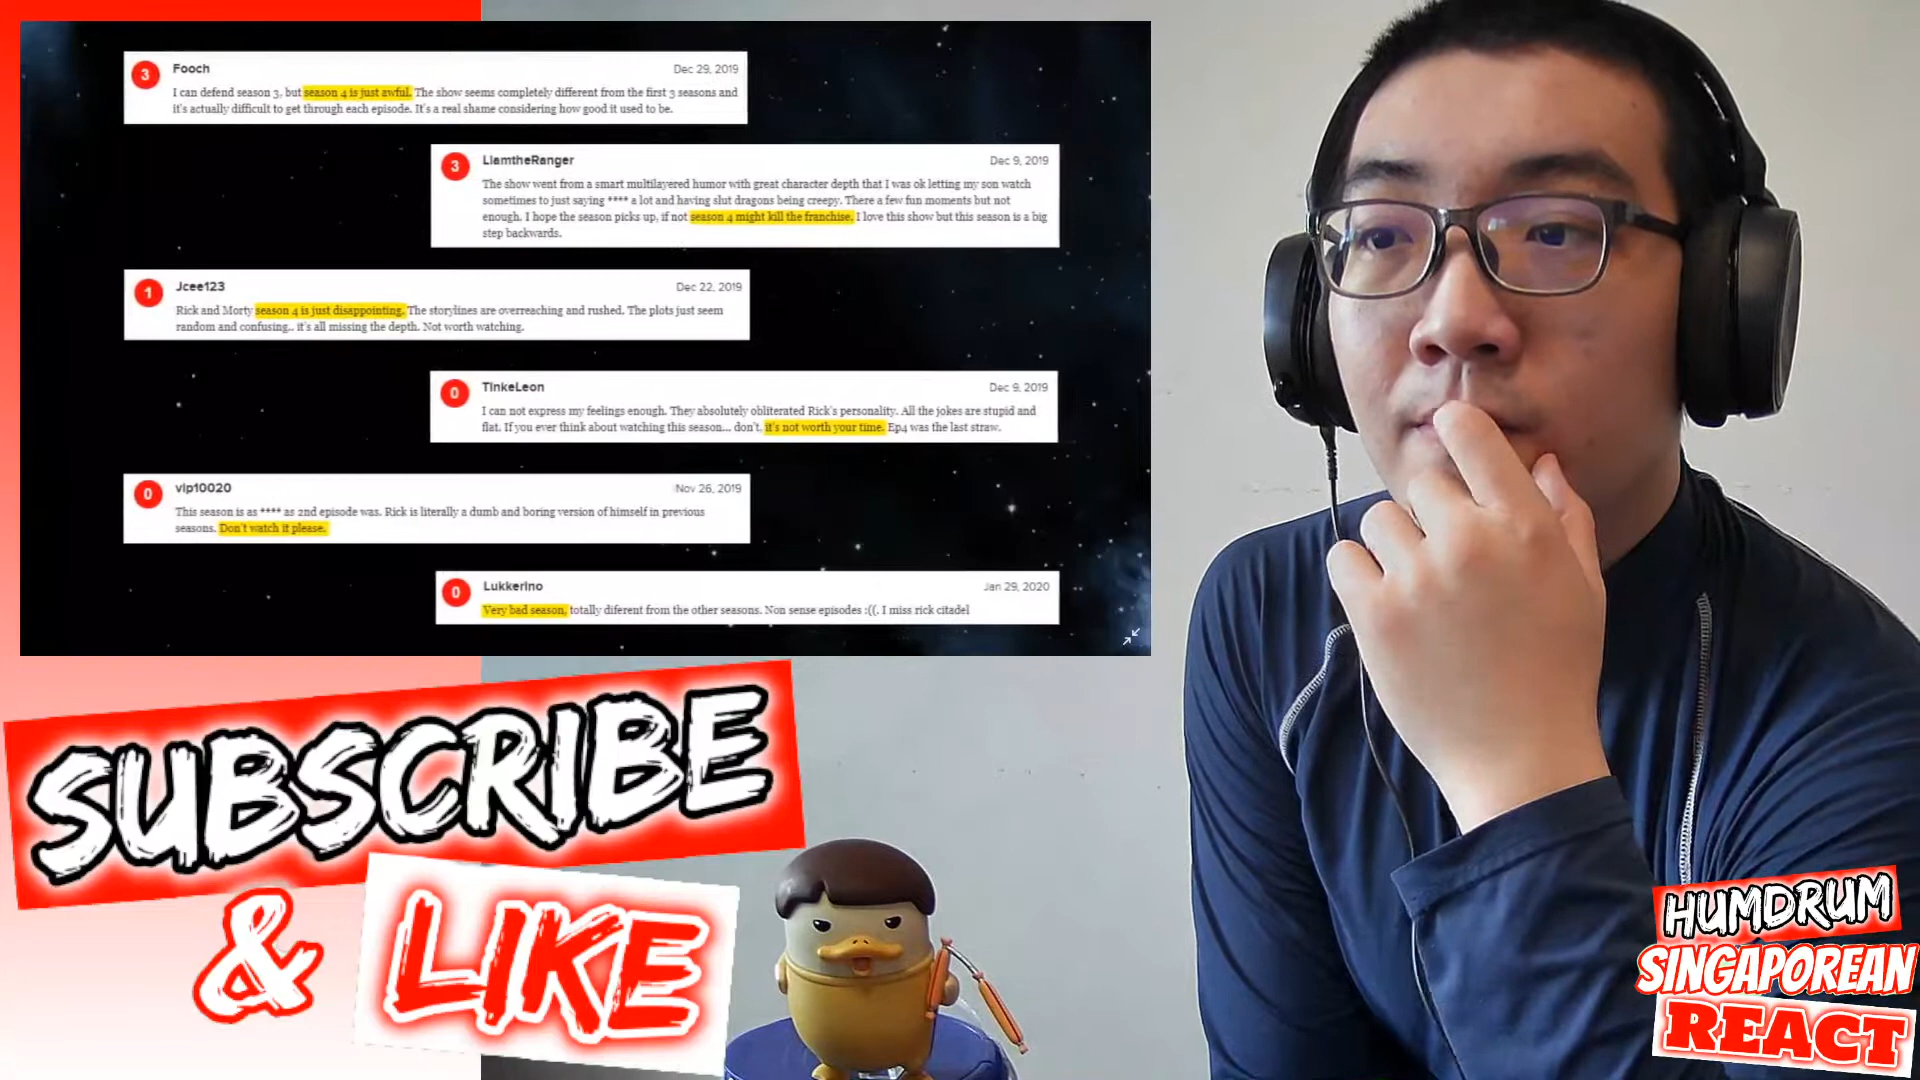 3 Fooch Dec 29, 2019
I can defend season 3, but season 4 is just awful. The show seems completely different from the first 3 seasons and
it's actually difficult to get through each episode. It's a real shame considering how good it used to be.
3 LiamtheRanger Dec 9, 2019
The show went from a smart multilayered humor with great character depth that I was ok letting my son watch
sometimes to just saying **** a lot and having slut dragons being creepy. There a few fun moments but not
enough. I hope the season picks up, if not season 4 might kill the franchise. I love this show but this season is a big
step backwards.
1 Jcee123 Dec 22, 2019
Rick and Morty season 4 is just disappointing. The storylines are overreaching and rushed. The plots just seem
random and confusing.. it's all missing the depth. Not worth watching.
0 TinkeLeon Dec 9, 2019
I can not express my feelings enough. They absolutely obliterated Rick's personality. All the jokes are stupid and
flat. If you ever think about watching this season... don't, it's not worth your time. Ep4 was the last straw.
0 vip10020 Nov 26, 2019
This season is as **** as 2nd episode was. Rick is literally a dumb and boring version of himself in previous
seasons. Don't watch it please.
0 Lukkerino Jan 29, 2020
Very bad season, totally diferent from the other seasons. Non sense episodes :((. I miss rick citadel
SUBSCRIBE
& LIKE
HUMDRUM
SINGAPOREAN
REACT